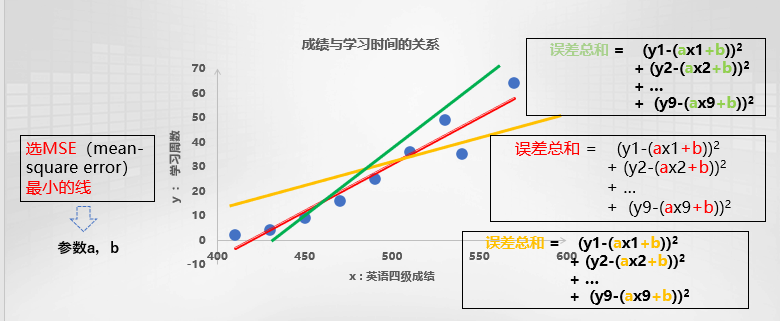 成绩与学习时间的关系
y : 学习周数
70
60
50
40
30
20
10
0
-10
400
450
500
550
600
x : 英语四级成绩
选MSE（mean-
square error）
最小的线
参数a，b
误差总和 = (y1-(ax1+b))²
+ (y2-(ax2+b))²
+ ...
+ (y9-(ax9+b))²
误差总和 = (y1-(ax1+b))²
+ (y2-(ax2+b))²
+ ...
+ (y9-(ax9+b))²
误差总和 = (y1-(ax1+b))²
+ (y2-(ax2+b))²
+ ...
+ (y9-(ax9+b))²